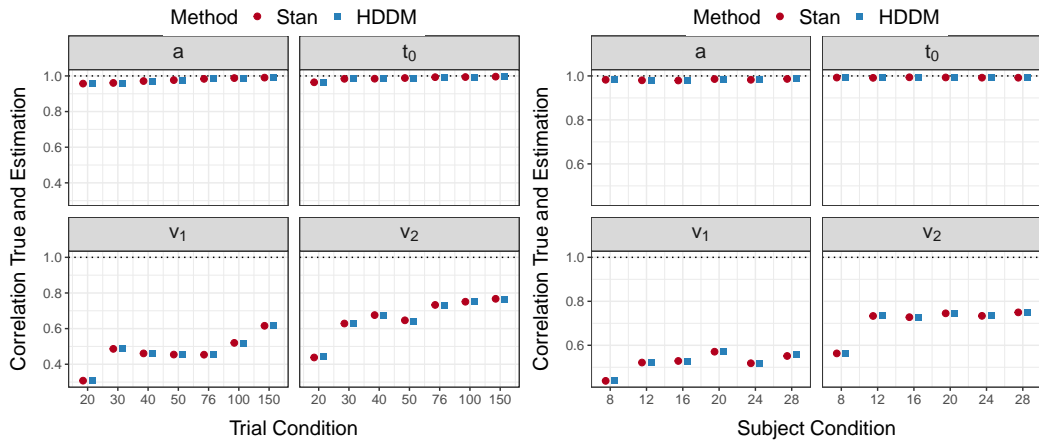 Method Stan HDDM
a t₀
Correlation True and Estimation
1.0
0.8
0.6
0.4
v₁ v₂
1.0
0.8
0.6
0.4
20 30 40 50 76 100 150 20 30 40 50 76 100 150
Trial Condition
Method Stan HDDM
a t₀
Correlation True and Estimation
1.0
0.8
0.6
v₁ v₂
1.0
0.8
0.6
8 12 16 20 24 28 8 12 16 20 24 28
Subject Condition